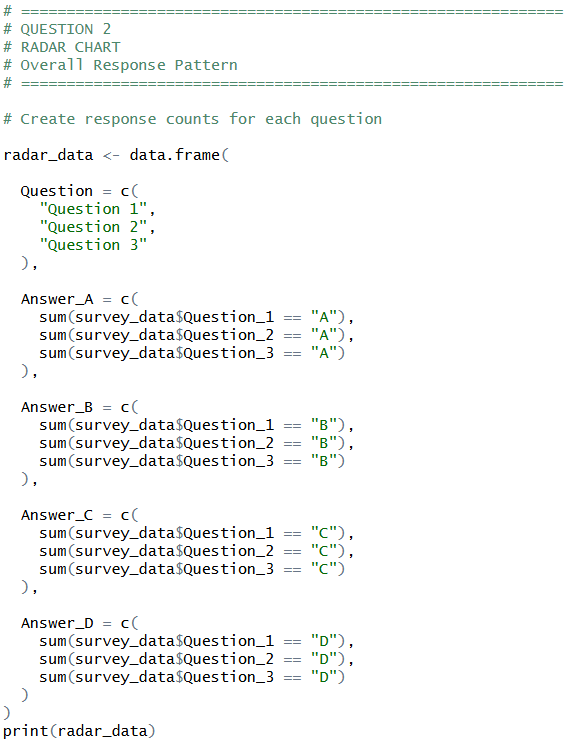 # ============================================================
# QUESTION 2
# RADAR CHART
# Overall Response Pattern
# ============================================================
# Create response counts for each question
radar_data <- data.frame(
  Question = c(
    "Question 1",
    "Question 2",
    "Question 3"
  ),
  Answer_A = c(
    sum(survey_data$Question_1 == "A"),
    sum(survey_data$Question_2 == "A"),
    sum(survey_data$Question_3 == "A")
  ),
  Answer_B = c(
    sum(survey_data$Question_1 == "B"),
    sum(survey_data$Question_2 == "B"),
    sum(survey_data$Question_3 == "B")
  ),
  Answer_C = c(
    sum(survey_data$Question_1 == "C"),
    sum(survey_data$Question_2 == "C"),
    sum(survey_data$Question_3 == "C")
  ),
  Answer_D = c(
    sum(survey_data$Question_1 == "D"),
    sum(survey_data$Question_2 == "D"),
    sum(survey_data$Question_3 == "D")
  )
)
print(radar_data)